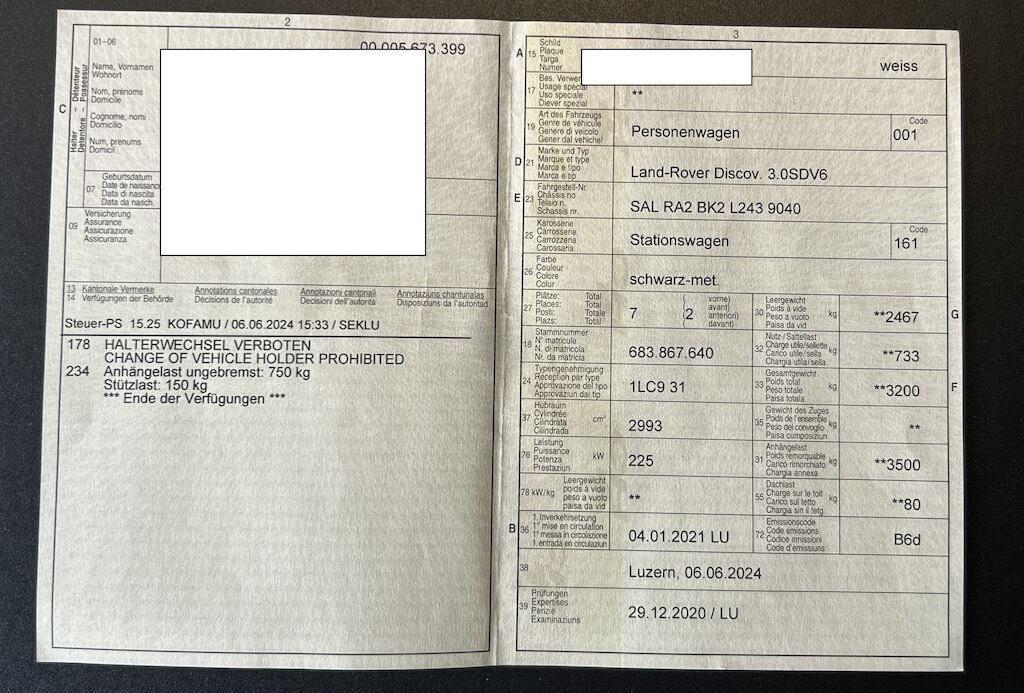 2
01–06
00.005.673.399
Halter – Détenteur
Detentore – Possessur
C
Name, Vornamen
Wohnort
Nom, prénoms
Domicile
Cognome, nomi
Domicilio
Num, prenums
Domicil
07
Geburtsdatum
Date de naissance
Data di nascita
Data da nasch.
09
Versicherung
Assurance
Assicurazione
Assicuranza
13 Kantonale Vermerke Annotations cantonales Annotazioni cantonali Annotaziuns chantunalas
14 Verfügungen der Behörde Décisions de l'autorité Decisioni dell'autorità Disposiziuns da l'autoritad
Steuer-PS 15.25 KOFAMU / 06.06.2024 15:33 / SEKLU
178 HALTERWECHSEL VERBOTEN
CHANGE OF VEHICLE HOLDER PROHIBITED
234 Anhängelast ungebremst: 750 kg
Stützlast: 150 kg
*** Ende der Verfügungen ***
3
A 15
Schild
Plaque
Targa
Numer
weiss
17
Bes. Verwen
Usage spécial
Uso speciale
Diever spezial
**
19
Art des Fahrzeugs
Genre de véhicule
Genere di veicolo
Gener dal vehichel
Personenwagen
Code
001
D 21
Marke und Typ
Marque et type
Marca e tipo
Marca e tip
Land-Rover Discov. 3.0SDV6
E 23
Fahrgestell-Nr.
Châssis no
Telaio n.
Schassis nr.
SAL RA2 BK2 L243 9040
25
Karosserie
Carrosserie
Carrozzeria
Carossaria
Stationswagen
Code
161
26
Farbe
Couleur
Colore
Colur
schwarz-met.
27
Plätze: Total
Places: Total
Posti: Totale
Plazs: Total
7
( vorne)
avant)
anteriori)
davant)
(2
30
Leergewicht
Poids à vide
Peso a vuoto
Paisa da vid
kg
**2467
G
18
Stammnummer
N° matricule
N. di matricola
Nr. da matricla
683.867.640
32
Nutz-/Sattellast
Charge utile/sellette
Carico utile/sella
Chargia utila/sella
kg
**733
24
Typengenehmigung
Réception par type
Approvazione del tipo
Approvaziun dal tip
1LC9 31
33
Gesamtgewicht
Poids total
Peso totale
Paisa totala
kg
**3200
F
37
Hubraum
Cylindrée
Cilindrata
Cilindrada
cm³
2993
35
Gewicht des Zuges
Poids de l'ensemble
Peso del convoglio
Paisa cumposiziun
kg
**
76
Leistung
Puissance
Potenza
Prestaziun
kW
225
31
Anhängelast
Poids remorquable
Carico rimorchiato
Chargia annexa
kg
**3500
78 kW/kg
Leergewicht
poids à vide
peso a vuoto
paisa da vid
**
55
Dachlast
Charge sur le toit
Carico sul tetto
Chargia sin il tetg
kg
**80
B 36
1. Inverkehrsetzung
1re mise en circulation
1a messa in circolazione
1. entrada en circulaziun
04.01.2021 LU
72
Emissionscode
Code émissions
Codice emissioni
Code d'emissiuns
B6d
38
Luzern, 06.06.2024
39
Prüfungen
Expertises
Perizie
Examinaziuns
29.12.2020 / LU